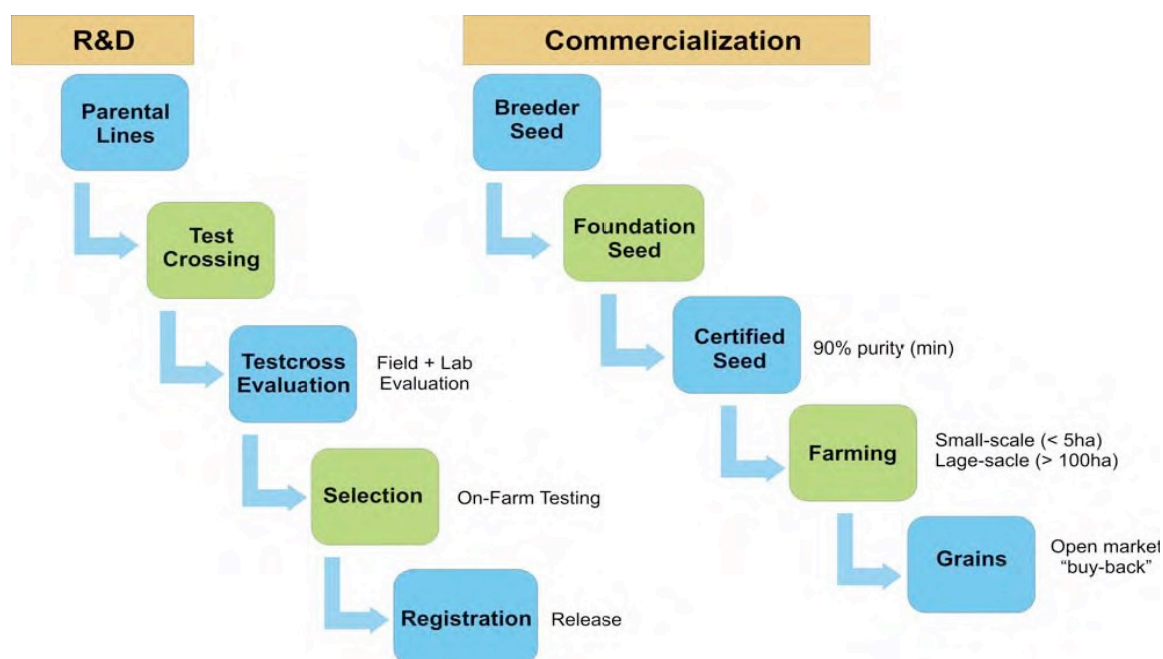 R&D
Parental
Lines
Test
Crossing
Testcross
Evaluation
Field + Lab
Evaluation
Selection
On-Farm Testing
Registration
Release
Commercialization
Breeder
Seed
Foundation
Seed
Certified
Seed
90% purity (min)
Farming
Small-scale (< 5ha)
Lage-sacle (> 100ha)
Grains
Open market
“buy-back”